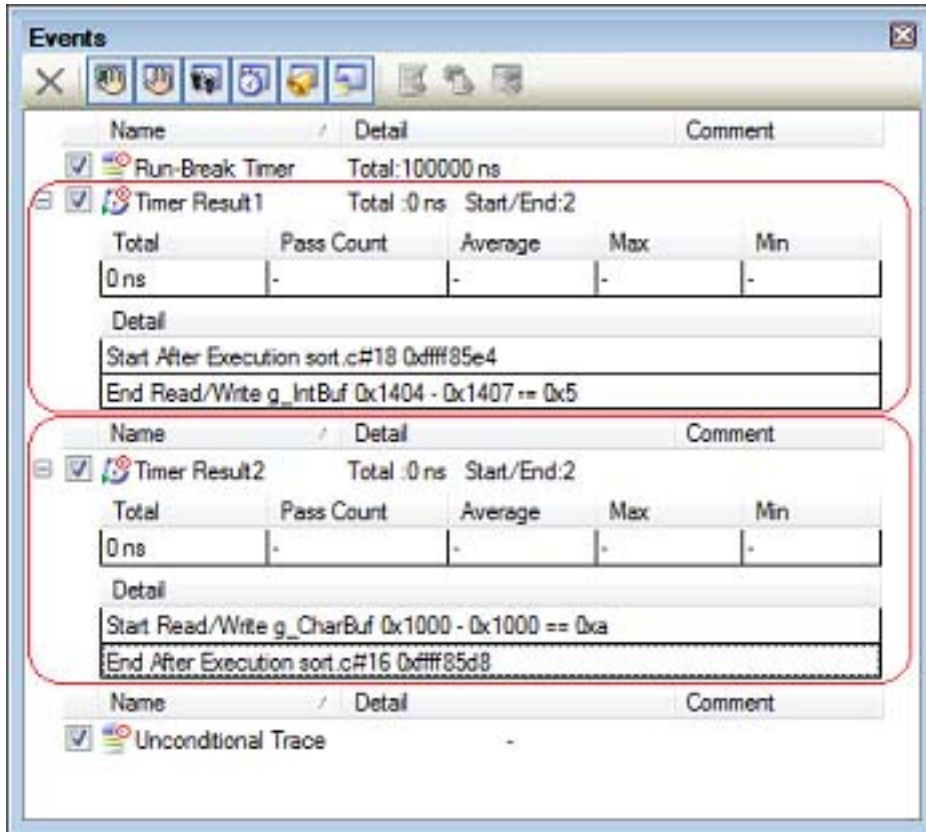 Events
Name / Detail Comment
Run-Break Timer Total:100000 ns
Timer Result1 Total :0 ns Start/End:2
Total Pass Count Average Max Min
0 ns - - - -
Detail
Start After Execution sort.c#18 0xffff85e4
End Read/Write g_IntBuf 0x1404 - 0x1407 == 0x5
Name / Detail Comment
Timer Result2 Total :0 ns Start/End:2
Total Pass Count Average Max Min
0 ns - - - -
Detail
Start Read/Write g_CharBuf 0x1000 - 0x1000 == 0xa
End After Execution sort.c#16 0xffff85d8
Name / Detail Comment
Unconditional Trace -